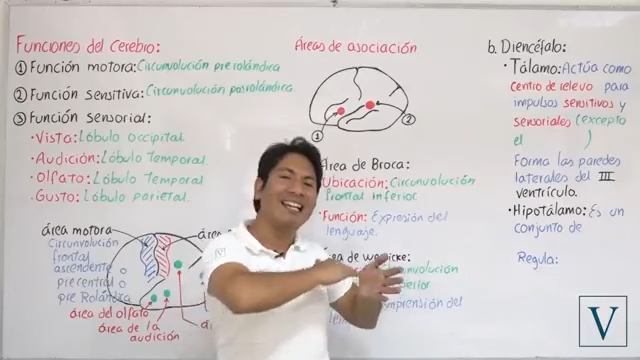 Funciones del Cerebro:
① Función motora: Circunvolución prerolándica
② Función sensitiva: Circunvolución posrolándica.
③ Función sensorial:
• Vista: Lóbulo occipital
• Audición: Lóbulo Temporal
• Olfato: Lóbulo Temporal
• Gusto: Lóbulo parietal.
área motora
Circunvolución
frontal
ascendente
precentral
pre Rolándica
área del olfato
área de la
audición
Áreas de asociación
①
②
Área de Broca:
Ubicación: Circunvolución
frontal inferior
Función: Expresión del
lenguaje.
b. Diencéfalo:
• Tálamo: Actúa como
centro de relevo para
impulsos sensitivos y
sensoriales (excepto
el )
Forma las paredes
laterales del III
ventrículo.
• Hipotálamo: Es un
conjunto de
Regula:
V